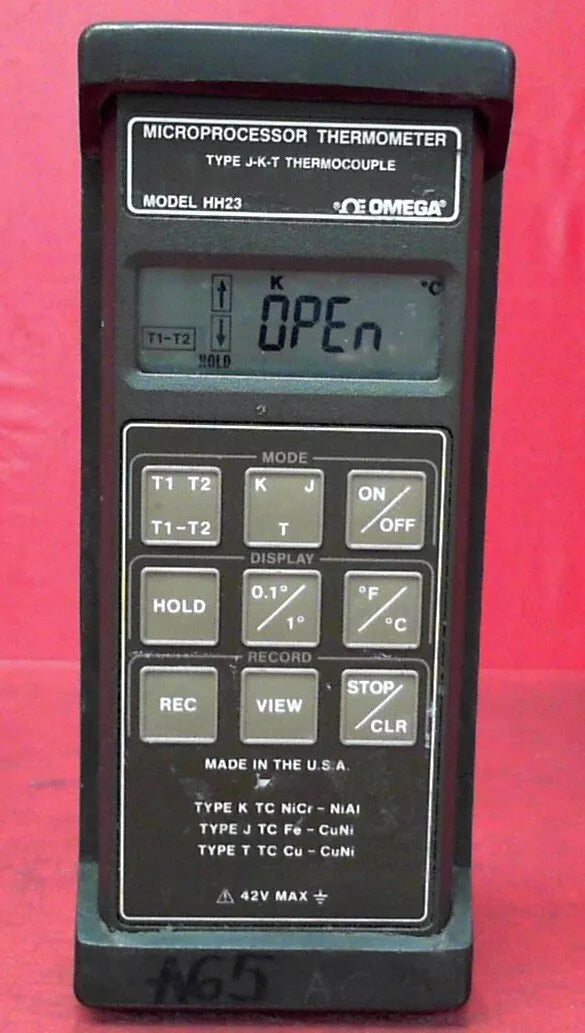 MICROPROCESSOR THERMOMETER
TYPE J-K-T THERMOCOUPLE
MODEL HH23 ΩE OMEGA®
K °C
OPEn
T1-T2
HOLD
MODE
T1 T2
T1-T2
K J
T
ON/OFF
DISPLAY
HOLD
0.1°/1°
°F/°C
RECORD
REC
VIEW
STOP/CLR
MADE IN THE U.S.A.
TYPE K TC NiCr - NiAl
TYPE J TC Fe - CuNi
TYPE T TC Cu - CuNi
⚠ 42V MAX ⏚